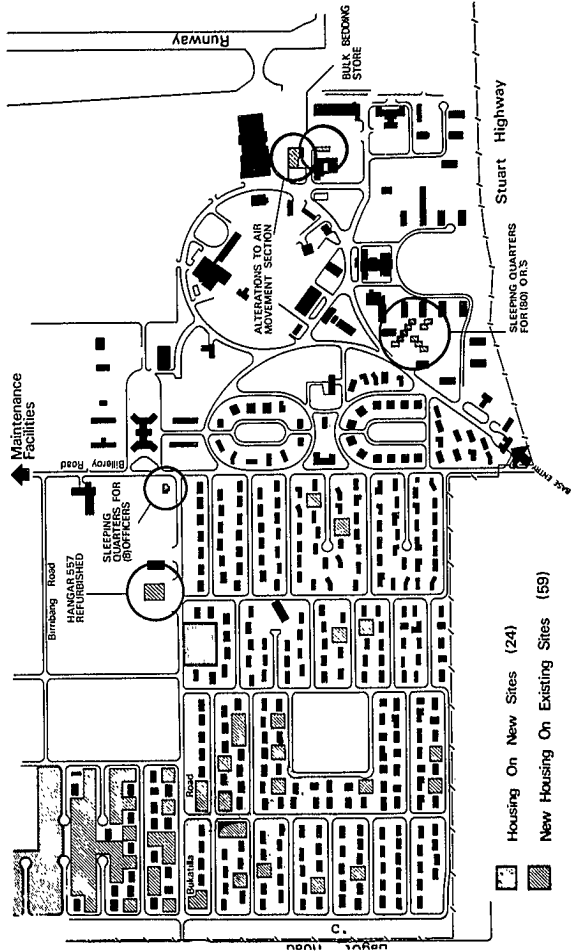 Runway
BULK BEDDING
STORE
ALTERATIONS TO AIR
MOVEMENT SECTION
Stuart Highway
SLEEPING QUARTERS
FOR (80) O.R.'S
Maintenance
Facilities
Billeroy Road
SLEEPING
QUARTERS FOR
(8) OFFICERS
HANGAR 557
REFURBISHED
Birnbang Road
BASE ENTRY
Bukatilla Road
Bagot Road
Housing On New Sites (24)
New Housing On Existing Sites (59)